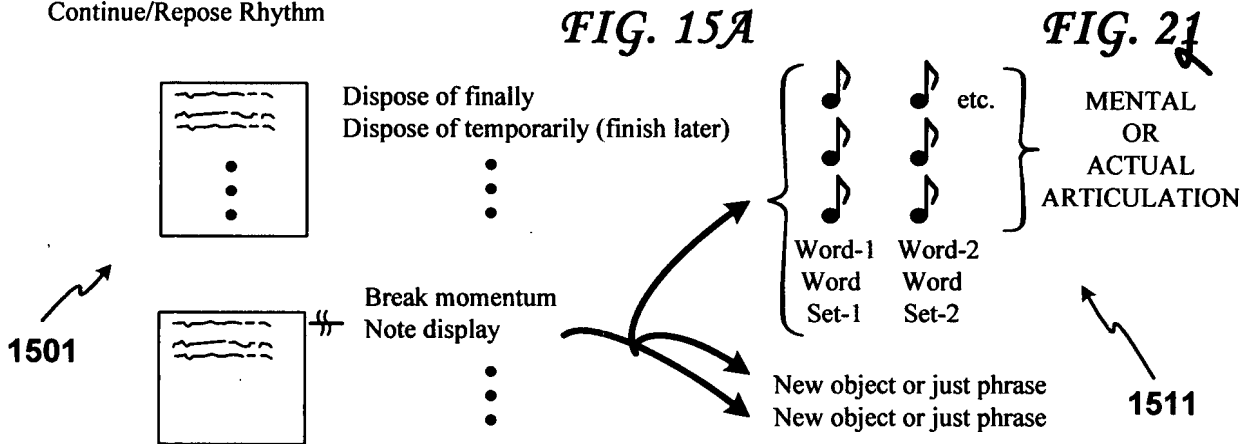 Continue/Repose Rhythm
FIG. 15A
FIG. 21
Dispose of finally
Dispose of temporarily (finish later)
etc.
MENTAL
OR
ACTUAL
ARTICULATION
Word-1 Word-2
Word Word
Set-1 Set-2
1501
Break momentum
Note display
New object or just phrase
New object or just phrase
1511